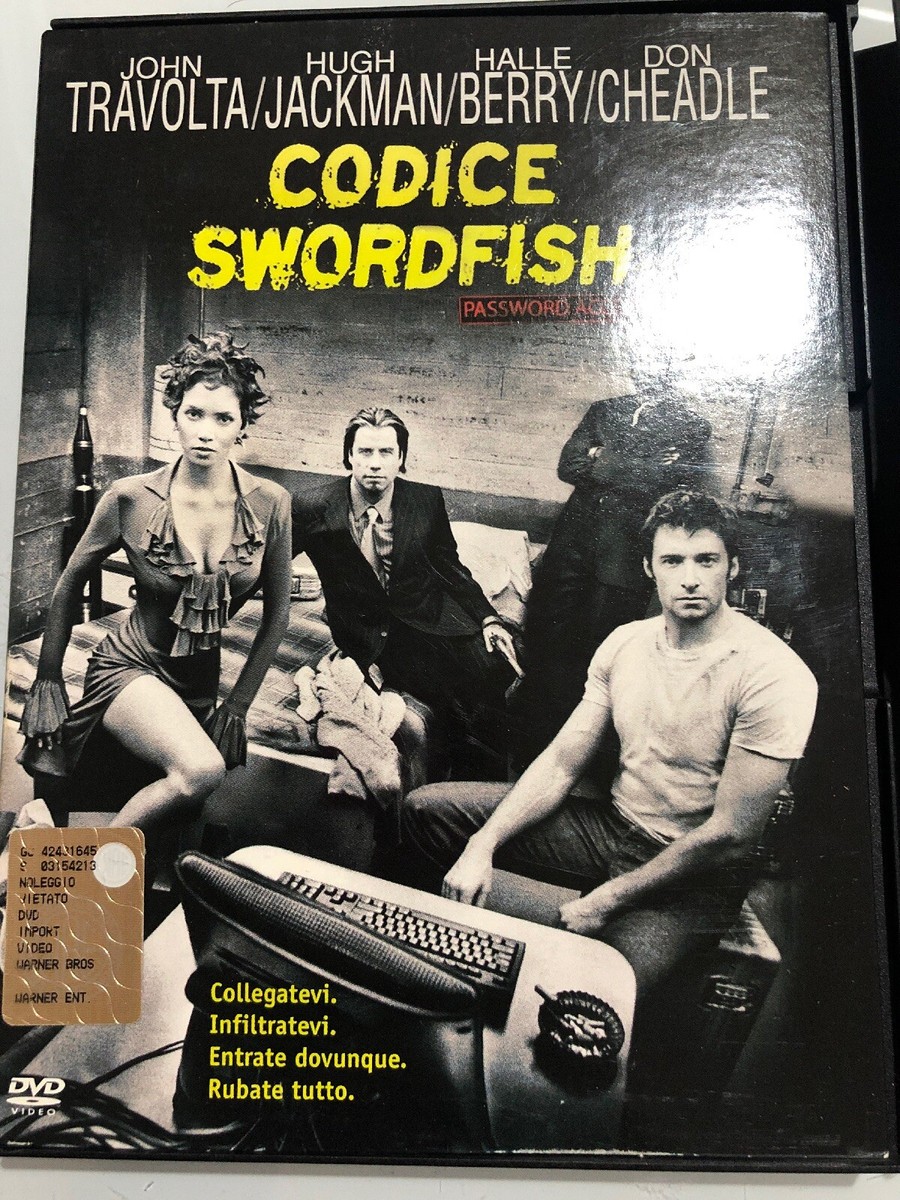 JOHN HUGH HALLE DON
TRAVOLTA/JACKMAN/BERRY/CHEADLE
CODICE
SWORDFISH
PASSWORD
NOLEGGIO
VIETATO
DVD
IMPORT
VIDEO
WARNER BROS
WARNER ENT.
Collegatevi.
Infiltratevi.
Entrate dovunque.
Rubate tutto.
DVD
VIDEO